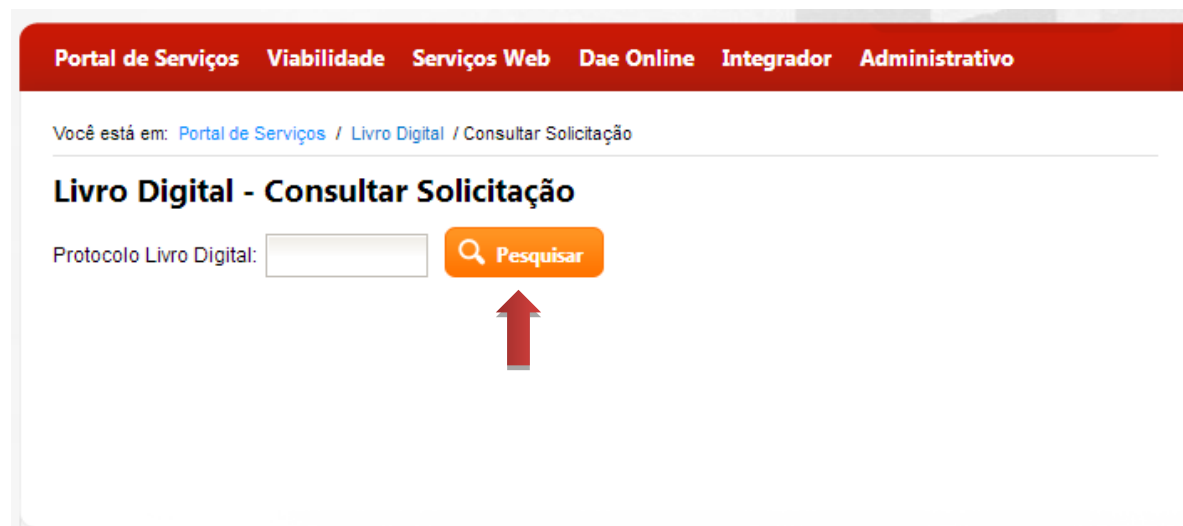 Portal de Serviços Viabilidade Serviços Web Dae Online Integrador Administrativo
Você está em: Portal de Serviços / Livro Digital / Consultar Solicitação
Livro Digital - Consultar Solicitação
Protocolo Livro Digital: Pesquisar